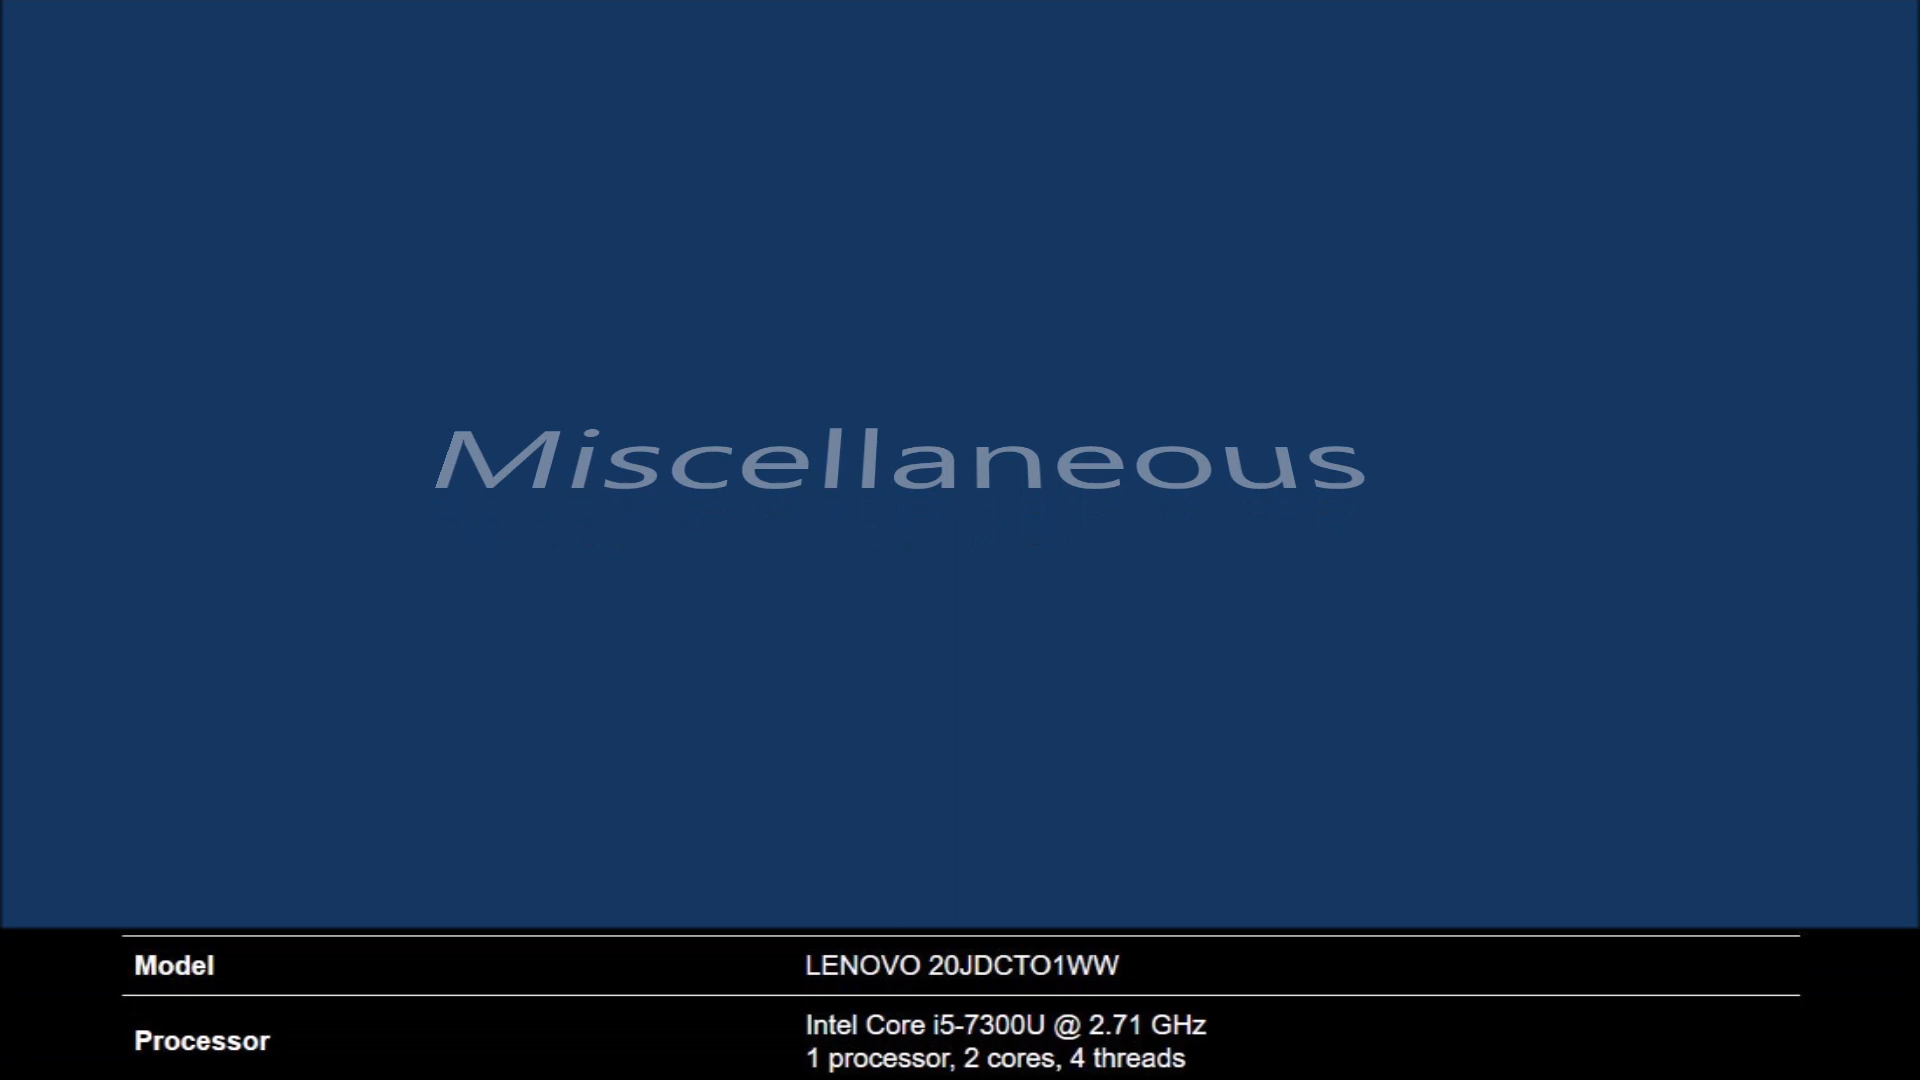 Miscellaneous
Model LENOVO 20JDCTO1WW
Processor Intel Core i5-7300U @ 2.71 GHz
1 processor, 2 cores, 4 threads